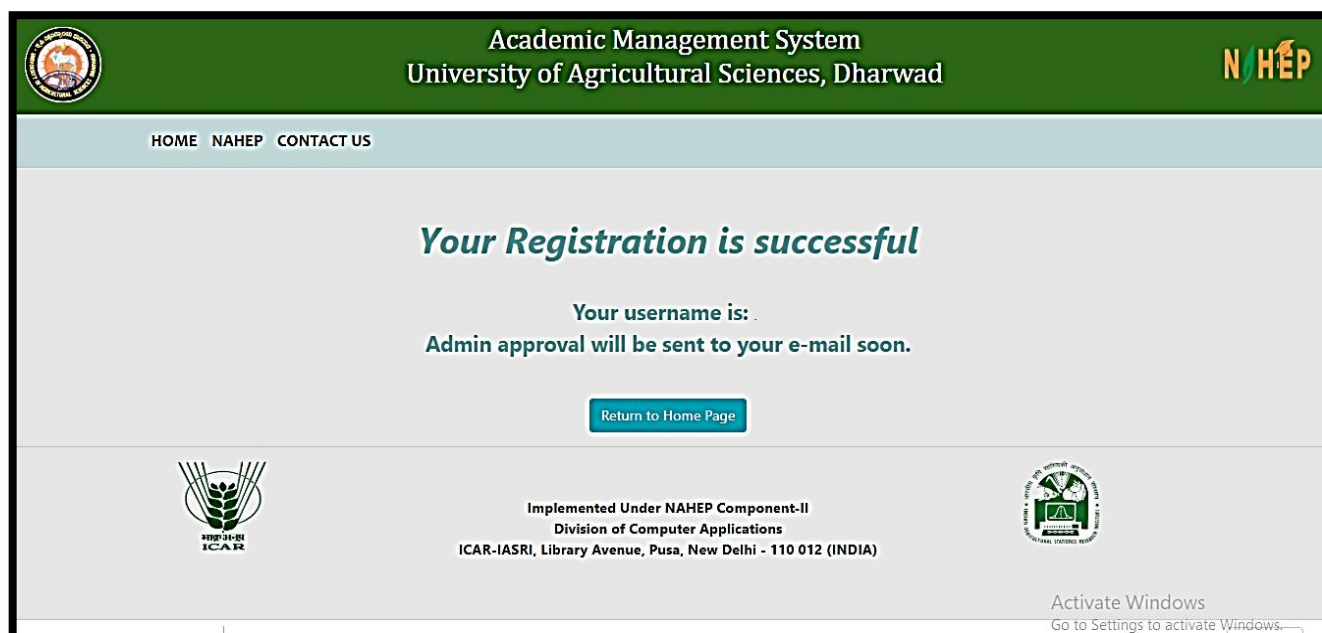 Academic Management System
University of Agricultural Sciences, Dharwad
NAHEP
HOME NAHEP CONTACT US
Your Registration is successful
Your username is: .
Admin approval will be sent to your e-mail soon.
Return to Home Page
ICAR
Implemented Under NAHEP Component-II
Division of Computer Applications
ICAR-IASRI, Library Avenue, Pusa, New Delhi - 110 012 (INDIA)
Activate Windows
Go to Settings to activate Windows.